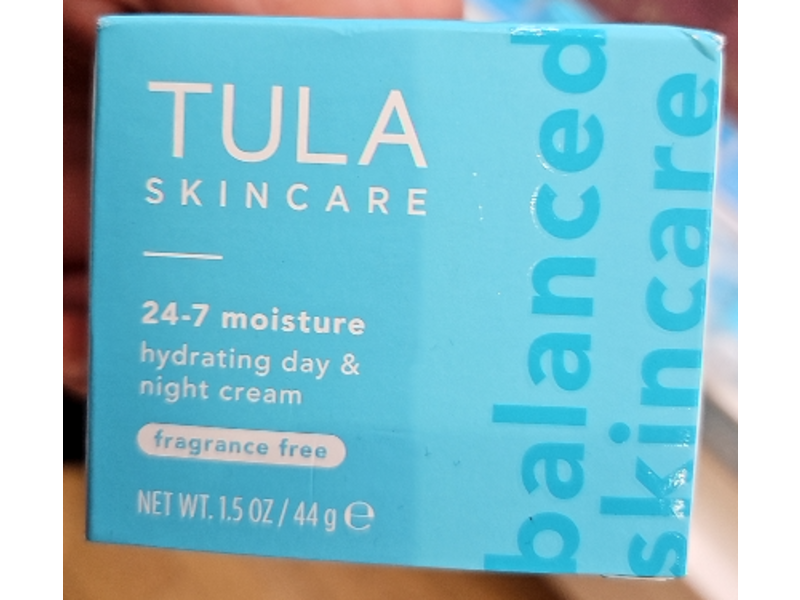 TULA
SKINCARE
24-7 moisture
hydrating day &
night cream
fragrance free
NET WT. 1.5 OZ / 44 g ℮
balanced
skincare